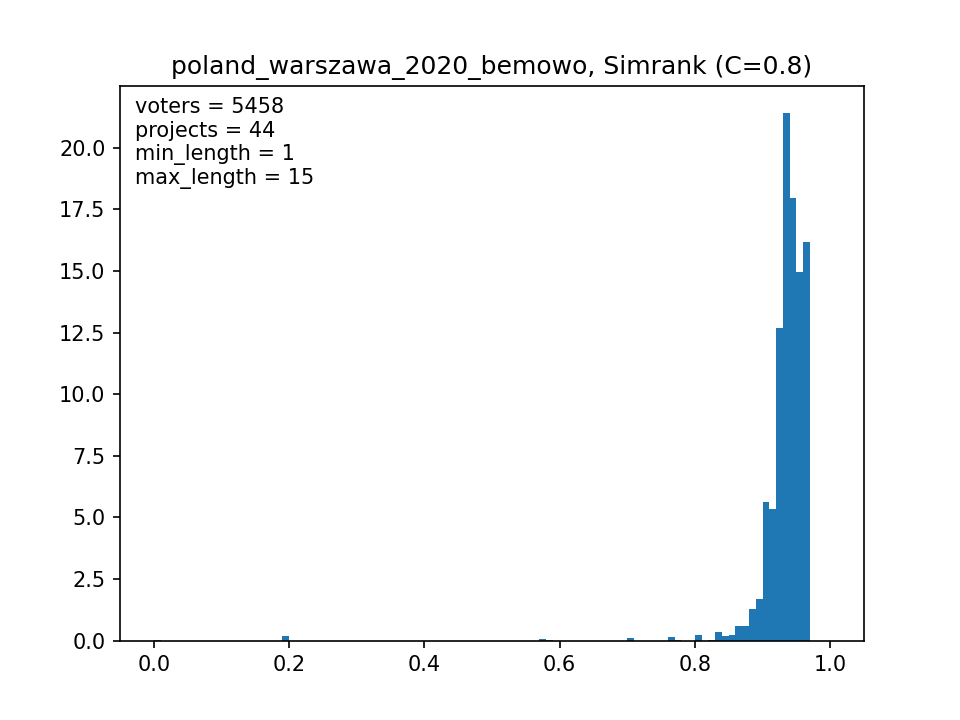 poland_warszawa_2020_bemowo, Simrank (C=0.8)
voters = 5458
projects = 44
min_length = 1
max_length = 15
20.0
17.5
15.0
12.5
10.0
7.5
5.0
2.5
0.0
0.0 0.2 0.4 0.6 0.8 1.0